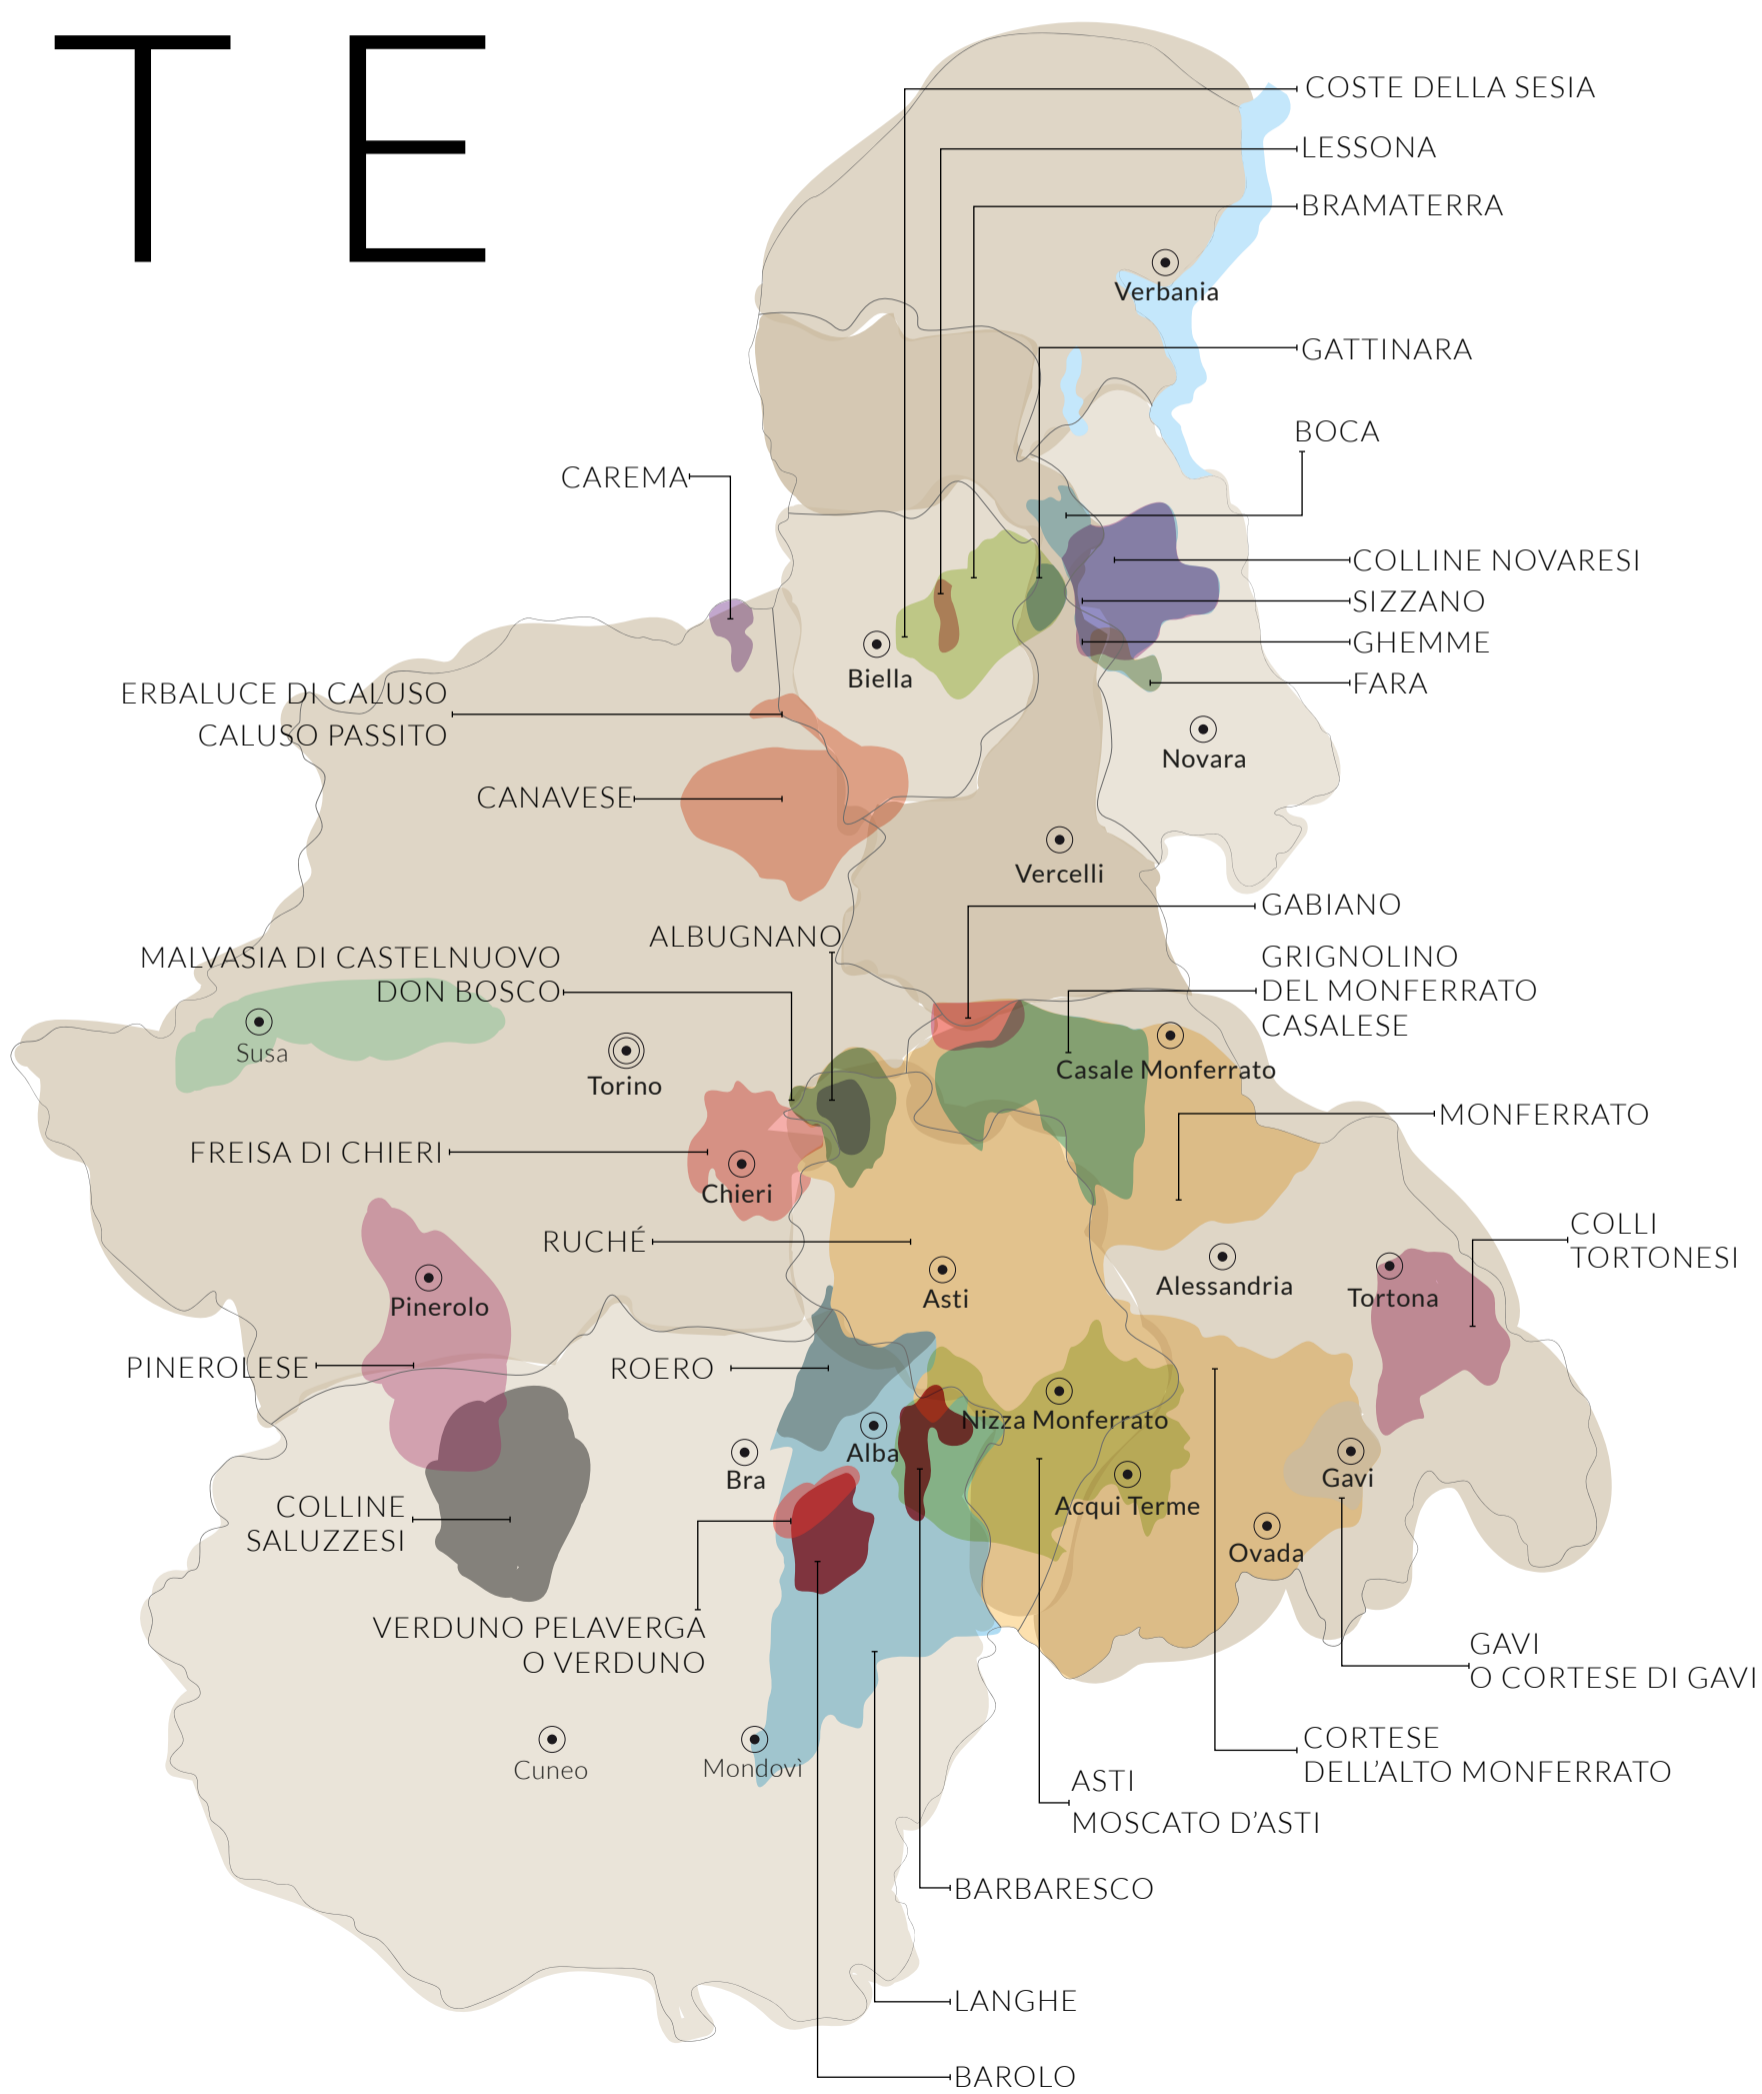 T E
COSTE DELLA SESIA
LESSONA
BRAMATERRA
Verbania
GATTINARA
BOCA
CAREMA
COLLINE NOVARESI
SIZZANO
GHEMME
FARA
Biella
ERBALUCE DI CALUSO
CALUSO PASSITO
Novara
CANAVESE
Vercelli
GABIANO
ALBUGNANO
MALVASIA DI CASTELNUOVO
DON BOSCO
GRIGNOLINO
DEL MONFERRATO
CASALESE
Susa
Torino
Casale Monferrato
MONFERRATO
FREISA DI CHIERI
Chieri
RUCHÉ
COLLI
TORTONESI
Pinerolo
Asti
Alessandria
Tortona
PINEROLESE
ROERO
Nizza Monferrato
Alba
Bra
Gavi
COLLINE
SALUZZESI
Acqui Terme
Ovada
VERDUNO PELAVERGA
O VERDUNO
GAVI
O CORTESE DI GAVI
Cuneo
Mondovì
CORTESE
DELL'ALTO MONFERRATO
ASTI
MOSCATO D'ASTI
BARBARESCO
LANGHE
BAROLO